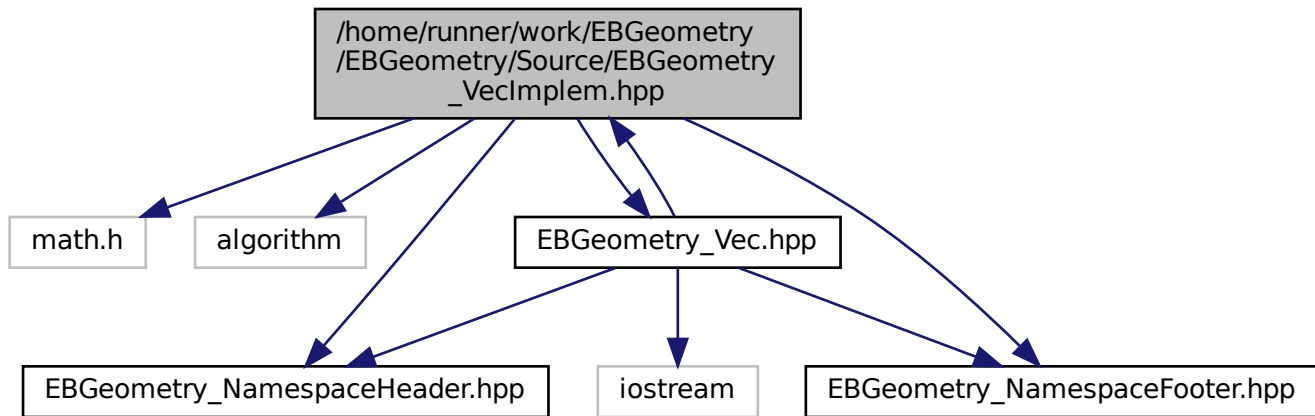 /home/runner/work/EBGeometry
/EBGeometry/Source/EBGeometry
_VecImplem.hpp
math.h
algorithm
EBGeometry_Vec.hpp
EBGeometry_NamespaceHeader.hpp
iostream
EBGeometry_NamespaceFooter.hpp